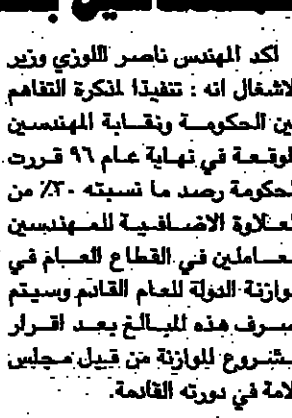 أكد المهندس ناصر اللوزي وزير
الاشغال انه : تنفيذا لمذكرة التفاهم
بين الحكومة ونقابة المهندسين
الموقعة في نهاية عام ٩٦ قررت
الحكومة رصد ما نسبته ٢٠٪ من
العلاوة الاضافية للمهندسين
العاملين في القطاع العام في
موازنة الدولة للعام القادم وسيتم
صرف هذه المبالغ بعد اقرار
مشروع الموازنة من قبل مجلس
الامة في دورته القادمة.